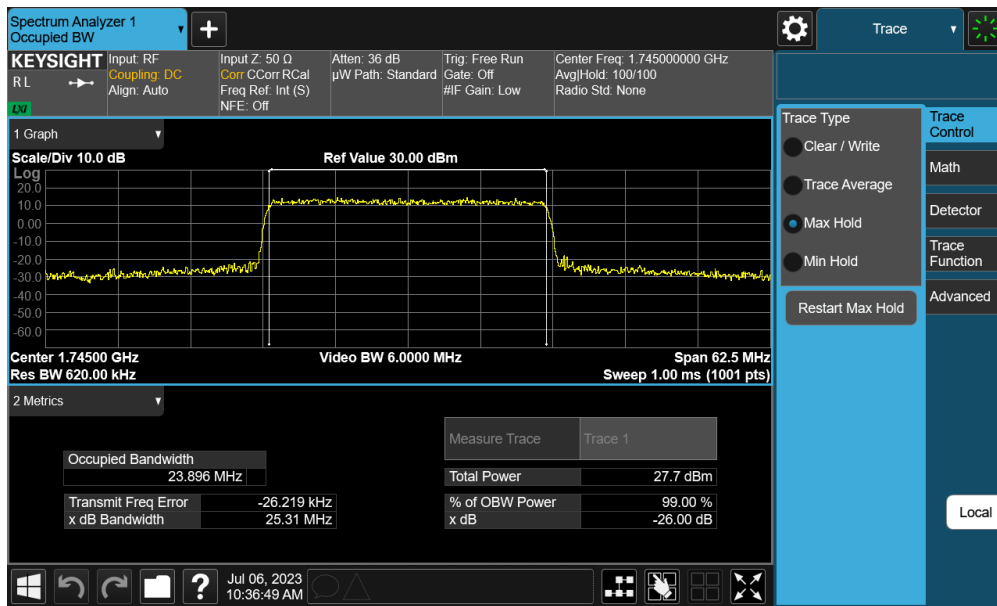 Spectrum Analyzer 1
Occupied BW
Trace
KEYSIGHT
R L
LXI
Input: RF
Coupling: DC
Align: Auto
Input Z: 50 Ω
Corr CCorr RCal
Freq Ref: Int (S)
NFE: Off
Atten: 36 dB
µW Path: Standard
Trig: Free Run
Gate: Off
#IF Gain: Low
Center Freq: 1.745000000 GHz
Avg|Hold: 100/100
Radio Std: None
1 Graph
Scale/Div 10.0 dB
Ref Value 30.00 dBm
Log
20.0
10.0
0.00
-10.0
-20.0
-30.0
-40.0
-50.0
-60.0
Center 1.74500 GHz
Video BW 6.0000 MHz
Span 62.5 MHz
Res BW 620.00 kHz
Sweep 1.00 ms (1001 pts)
2 Metrics
Measure Trace
Trace 1
Occupied Bandwidth
23.896 MHz
Total Power
27.7 dBm
Transmit Freq Error
-26.219 kHz
% of OBW Power
99.00 %
x dB Bandwidth
25.31 MHz
x dB
-26.00 dB
Trace Type
Clear / Write
Trace Average
Max Hold
Min Hold
Restart Max Hold
Trace
Control
Math
Detector
Trace
Function
Advanced
Local
?
Jul 06, 2023
10:36:49 AM